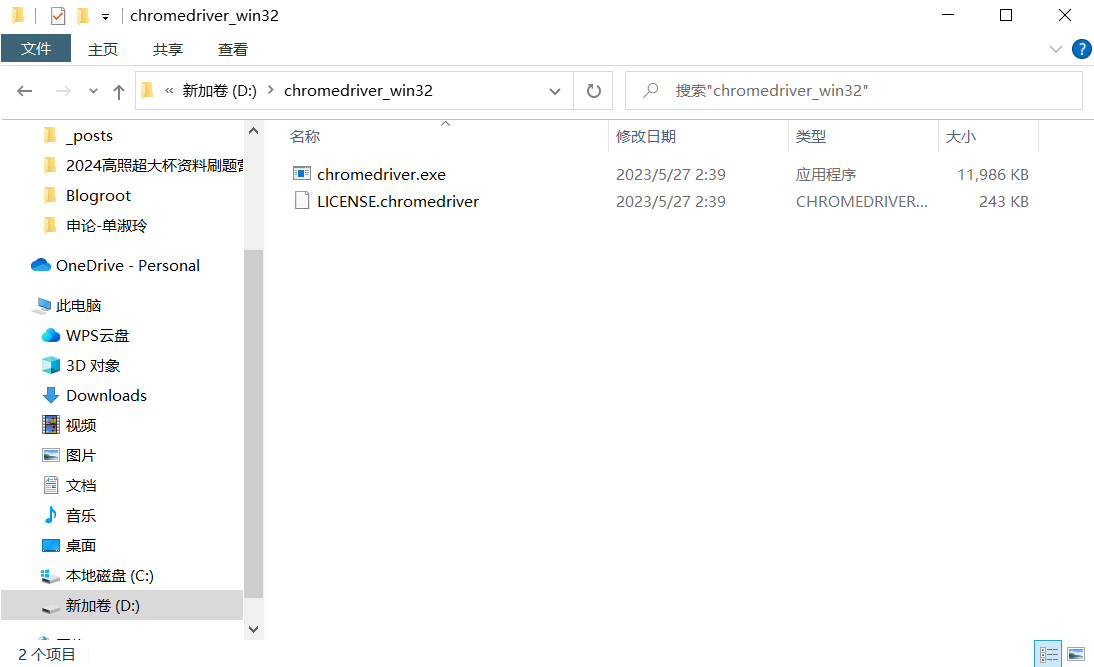 chromedriver_win32
文件 主页 共享 查看
« 新加卷 (D:) › chromedriver_win32 搜索"chromedriver_win32"
名称 修改日期 类型 大小
_posts
2024高照超大杯资料刷题营
Blogroot
申论-单淑玲
OneDrive - Personal
此电脑
WPS云盘
3D 对象
Downloads
视频
图片
文档
音乐
桌面
本地磁盘 (C:)
新加卷 (D:)
chromedriver.exe 2023/5/27 2:39 应用程序 11,986 KB
LICENSE.chromedriver 2023/5/27 2:39 CHROMEDRIVER... 243 KB
2 个项目